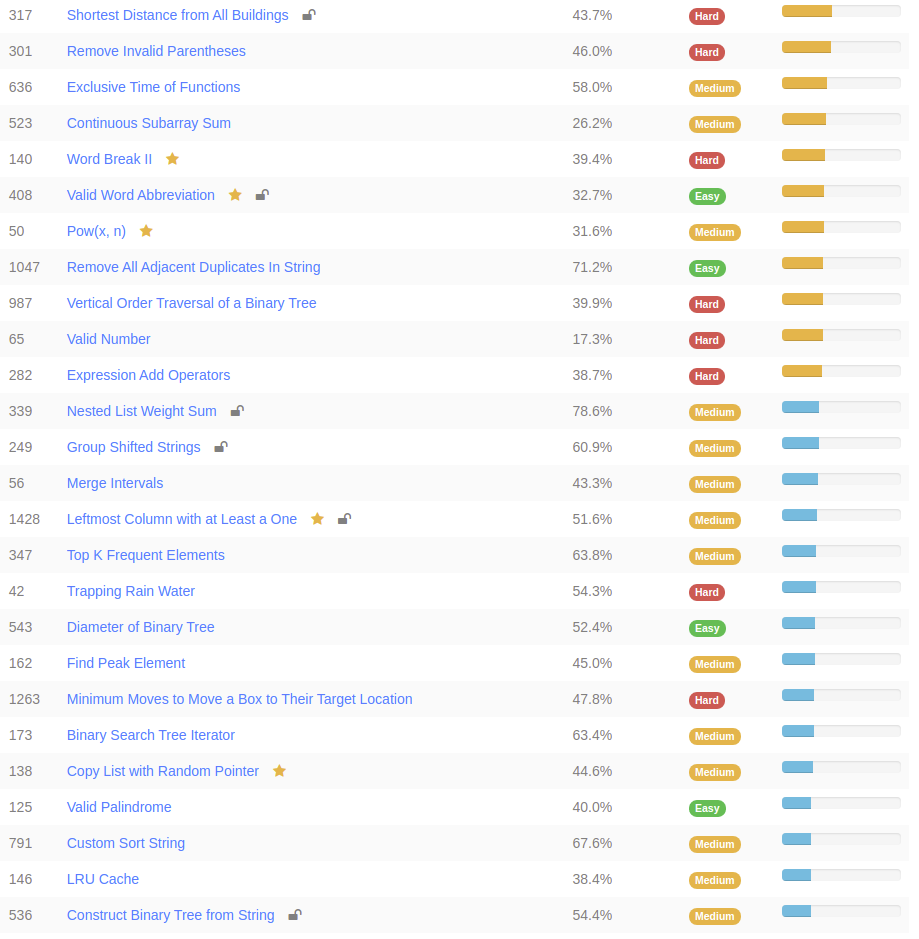 317 Shortest Distance from All Buildings 43.7% Hard
301 Remove Invalid Parentheses 46.0% Hard
636 Exclusive Time of Functions 58.0% Medium
523 Continuous Subarray Sum 26.2% Medium
140 Word Break II 39.4% Hard
408 Valid Word Abbreviation 32.7% Easy
50 Pow(x, n) 31.6% Medium
1047 Remove All Adjacent Duplicates In String 71.2% Easy
987 Vertical Order Traversal of a Binary Tree 39.9% Hard
65 Valid Number 17.3% Hard
282 Expression Add Operators 38.7% Hard
339 Nested List Weight Sum 78.6% Medium
249 Group Shifted Strings 60.9% Medium
56 Merge Intervals 43.3% Medium
1428 Leftmost Column with at Least a One 51.6% Medium
347 Top K Frequent Elements 63.8% Medium
42 Trapping Rain Water 54.3% Hard
543 Diameter of Binary Tree 52.4% Easy
162 Find Peak Element 45.0% Medium
1263 Minimum Moves to Move a Box to Their Target Location 47.8% Hard
173 Binary Search Tree Iterator 63.4% Medium
138 Copy List with Random Pointer 44.6% Medium
125 Valid Palindrome 40.0% Easy
791 Custom Sort String 67.6% Medium
146 LRU Cache 38.4% Medium
536 Construct Binary Tree from String 54.4% Medium